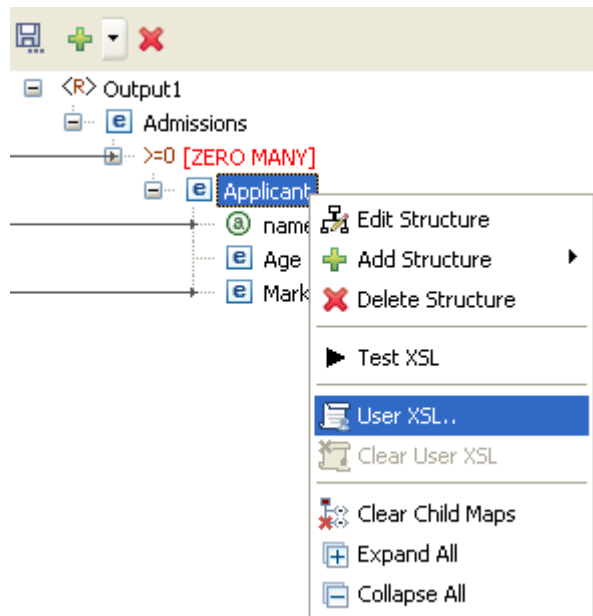 <R> Output1
e Admissions
>=0 [ZERO MANY]
e Applicant
a name
e Age
e Mark
Edit Structure
Add Structure
Delete Structure
Test XSL
User XSL..
Clear User XSL
Clear Child Maps
Expand All
Collapse All